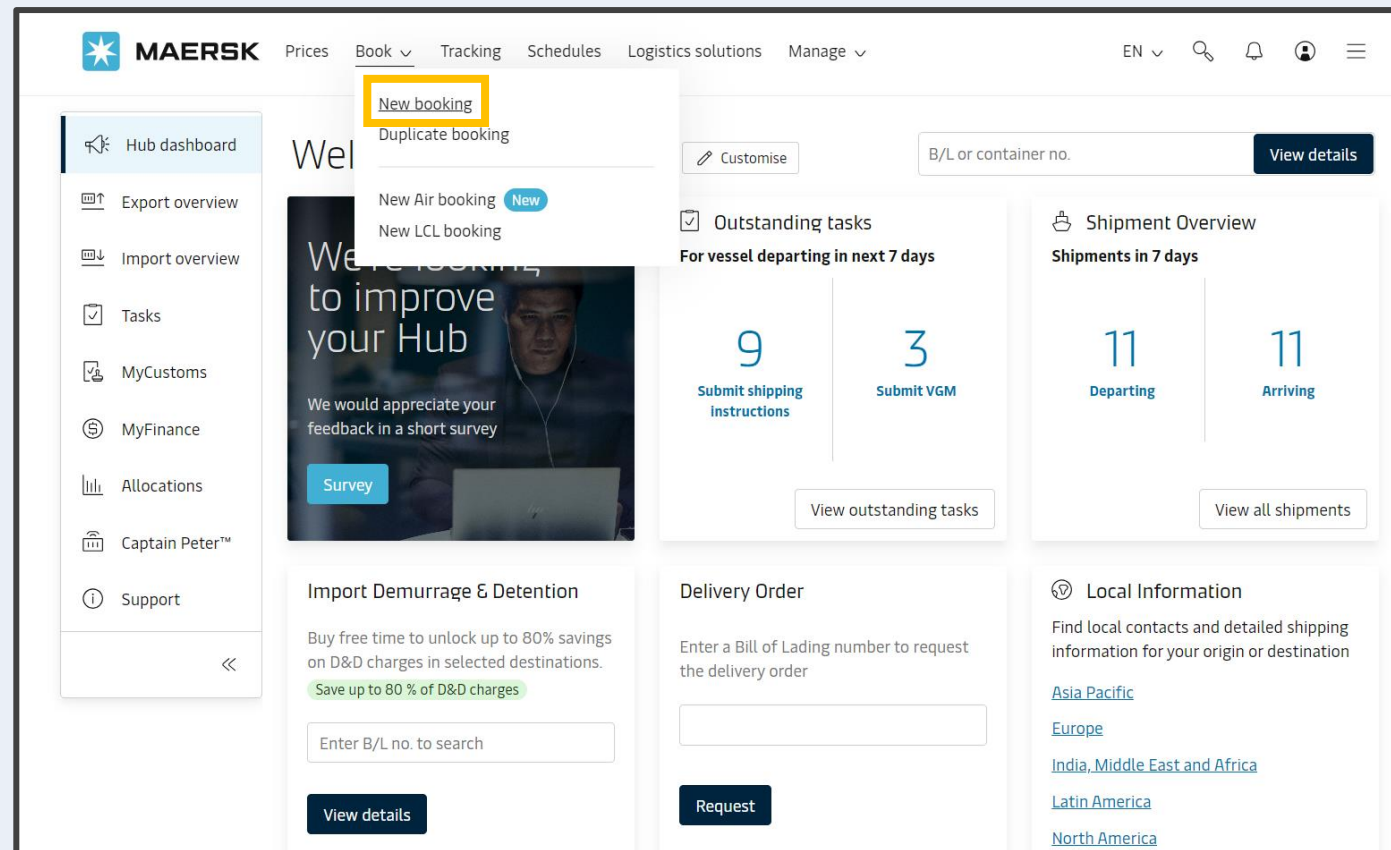 MAERSK
Prices
Book
Tracking
Schedules
Logistics solutions
Manage
EN
New booking
Duplicate booking
New Air booking New
New LCL booking
Hub dashboard
Export overview
Import overview
Tasks
MyCustoms
MyFinance
Allocations
Captain Peter™
Support
Wel
Customise
B/L or container no.
View details
We're looking
to improve
your Hub
We would appreciate your
feedback in a short survey
Survey
Outstanding tasks
For vessel departing in next 7 days
9
Submit shipping
instructions
3
Submit VGM
View outstanding tasks
Shipment Overview
Shipments in 7 days
11
Departing
11
Arriving
View all shipments
Import Demurrage & Detention
Buy free time to unlock up to 80% savings
on D&D charges in selected destinations.
Save up to 80 % of D&D charges
Enter B/L no. to search
View details
Delivery Order
Enter a Bill of Lading number to request
the delivery order
Request
Local Information
Find local contacts and detailed shipping
information for your origin or destination
Asia Pacific
Europe
India, Middle East and Africa
Latin America
North America